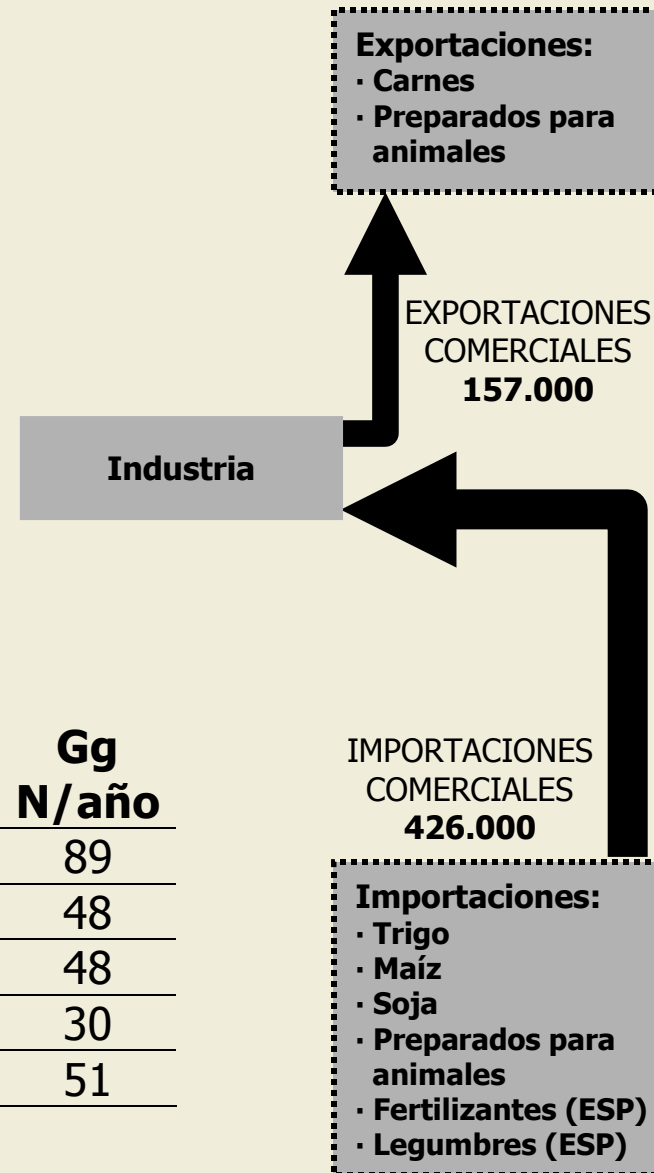 Exportaciones:
· Carnes
· Preparados para
animales
EXPORTACIONES
COMERCIALES
157.000
Industria
Gg
N/año
89
48
48
30
51
IMPORTACIONES
COMERCIALES
426.000
Importaciones:
· Trigo
· Maíz
· Soja
· Preparados para
animales
· Fertilizantes (ESP)
· Legumbres (ESP)